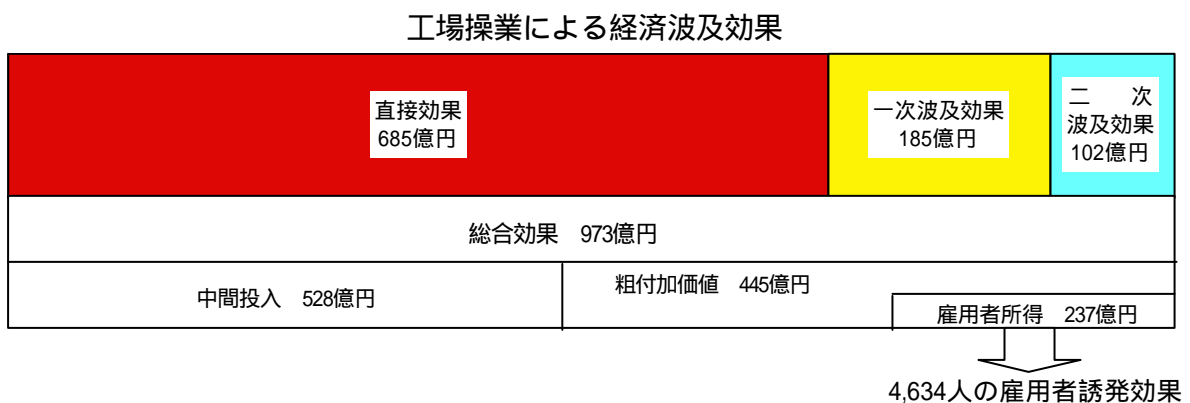 工場操業による経済波及効果
直接効果
685億円
一次波及効果
185億円
二　次
波及効果
102億円
総合効果　973億円
中間投入　528億円
粗付加価値　445億円
雇用者所得　237億円
4,634人の雇用者誘発効果